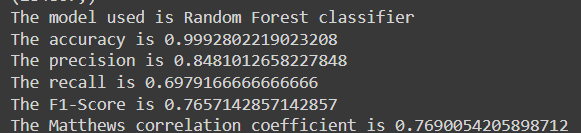 The model used is Random Forest classifier
The accuracy is 0.9992802219023208
The precision is 0.8481012658227848
The recall is 0.6979166666666666
The F1-Score is 0.7657142857142857
The Matthews correlation coefficient is 0.7690054205898712